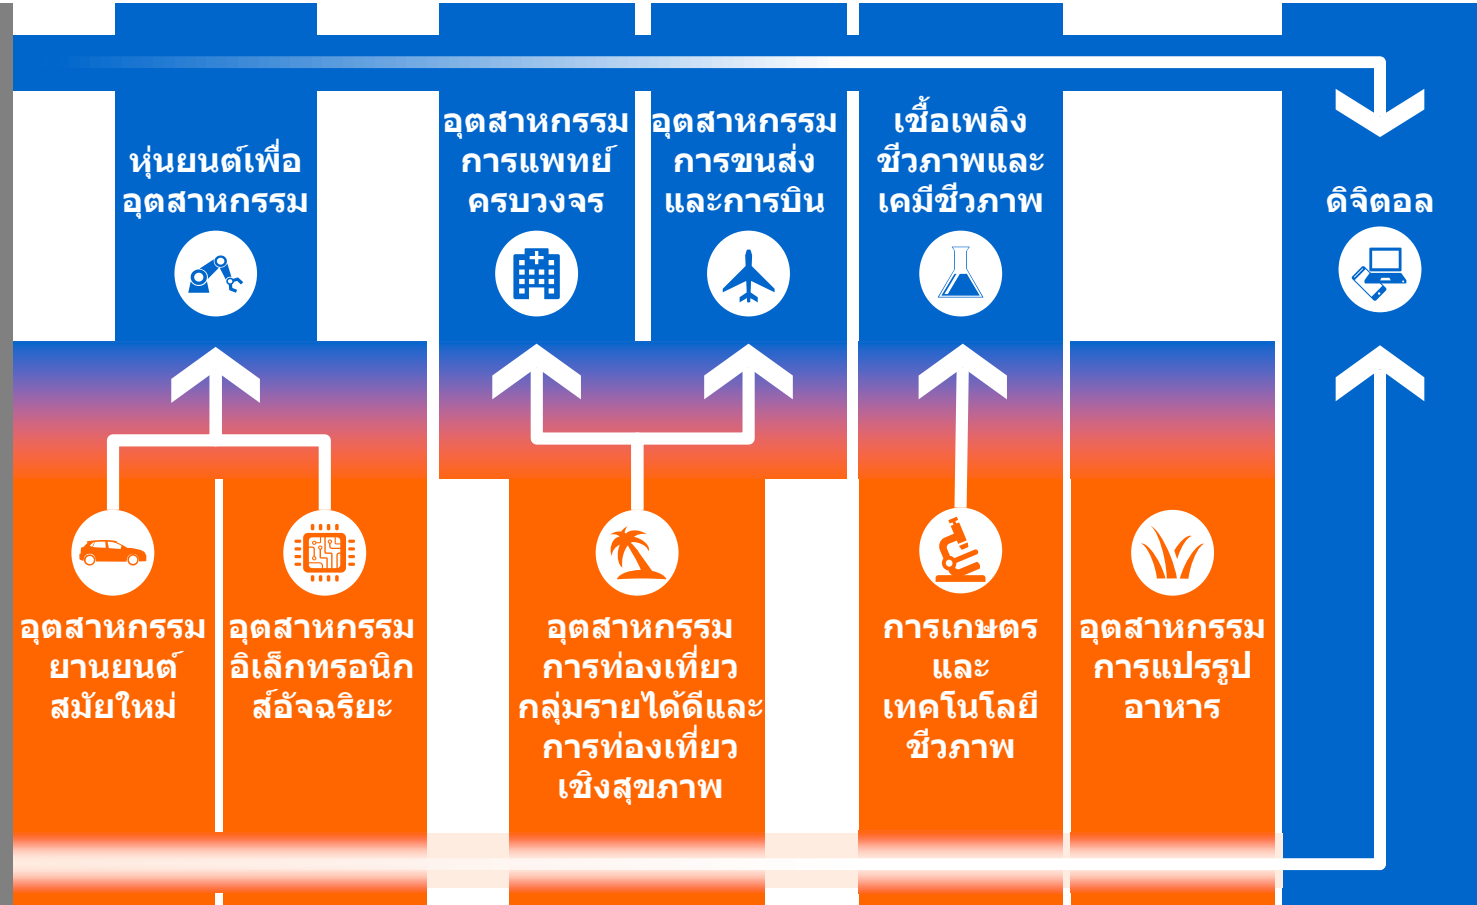 หุ่นยนต์เพื่อ
อุตสาหกรรม
อุตสาหกรรม
การแพทย์
ครบวงจร
อุตสาหกรรม
การขนส่ง
และการบิน
เชื้อเพลิง
ชีวภาพและ
เคมีชีวภาพ
ดิจิตอล
อุตสาหกรรม
ยานยนต์
สมัยใหม่
อุตสาหกรรม
อิเล็กทรอนิก
ส์อัจฉริยะ
อุตสาหกรรม
การท่องเที่ยว
กลุ่มรายได้ดีและ
การท่องเที่ยว
เชิงสุขภาพ
การเกษตร
และ
เทคโนโลยี
ชีวภาพ
อุตสาหกรรม
การแปรรูป
อาหาร